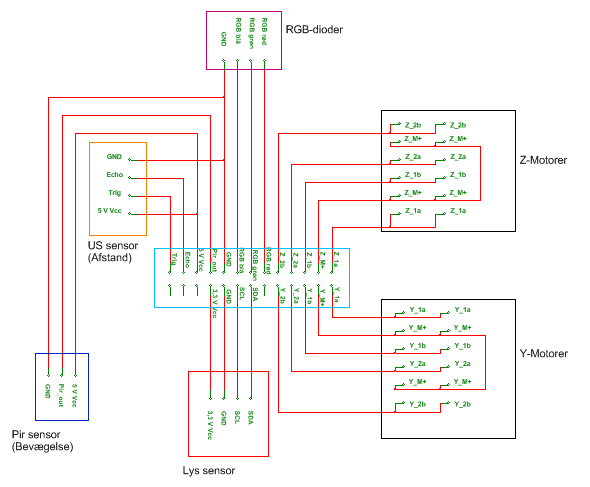 GND
RGB blå
RGB grøn
RGB rød
RGB-dioder
GND
Echo
Trig
5 V Vcc
US sensor
(Afstand)
Z_2b Z_2b
Z_M+ Z_M+
Z_2a Z_2a
Z_1b Z_1b
Z_M+ Z_M+
Z_1a Z_1a
Z-Motorer
Trig
Echo
5 V Vcc
Pir_out
GND
RGB blå
RGB grøn
RGB rød
Z_2b
Z_2a
Z_1b
Z_M+
Z_1a
3,3 V Vcc
GND
SCL
SDA
Y_2b
Y_2a
Y_1b
Y_M+
Y_1a
Y_1a Y_1a
Y_M+ Y_M+
Y_1b Y_1b
Y_2a Y_2a
Y_M+ Y_M+
Y_2b Y_2b
Y-Motorer
GND
Pir_out
5 V Vcc
Pir sensor
(Bevægelse)
3,3 V Vcc
GND
SCL
SDA
Lys sensor